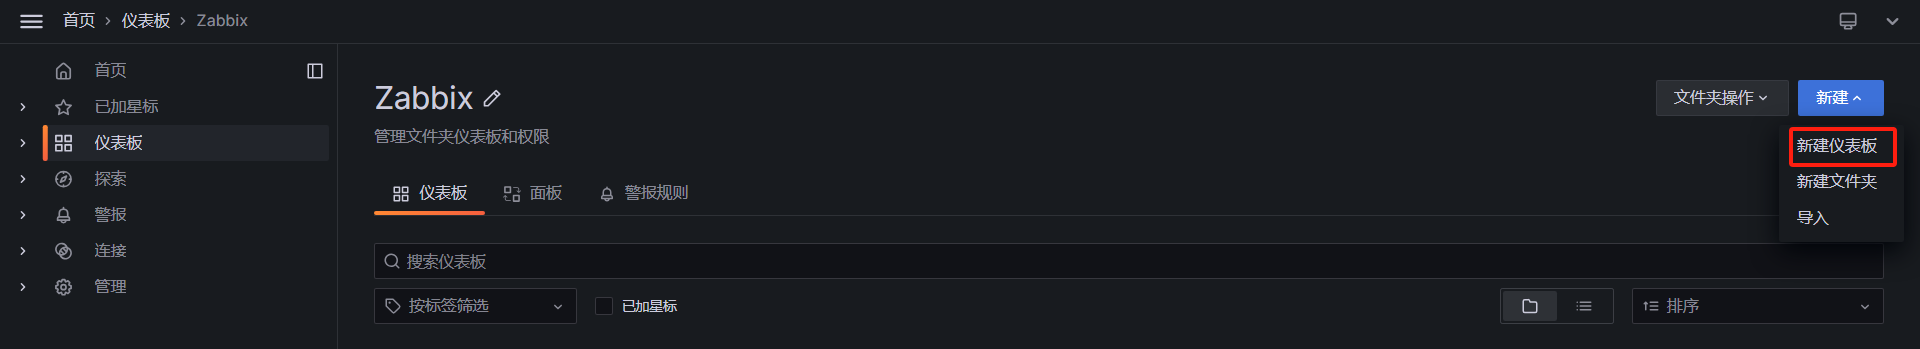 首页 › 仪表板 › Zabbix
首页
已加星标
仪表板
探索
警报
连接
管理
Zabbix
管理文件夹仪表板和权限
文件夹操作
新建
新建仪表板
新建文件夹
导入
仪表板 面板 警报规则
搜索仪表板
按标签筛选
已加星标
排序